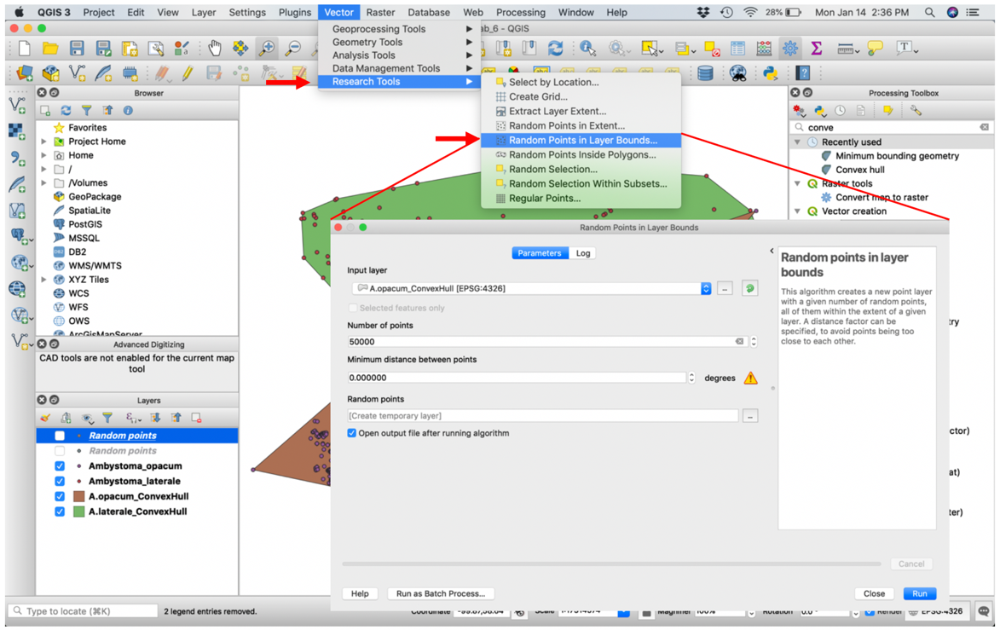 QGIS 3 Project Edit View Layer Settings Plugins Vector Raster Database Web Processing Window Help 28% Mon Jan 14 2:36 PM
ab_6 - QGIS
Geoprocessing Tools
Geometry Tools
Analysis Tools
Data Management Tools
Research Tools
Select by Location...
Create Grid...
Extract Layer Extent...
Random Points in Extent...
Random Points in Layer Bounds...
Random Points Inside Polygons...
Random Selection...
Random Selection Within Subsets...
Regular Points...
Browser
Favorites
Project Home
Home
/
/Volumes
GeoPackage
SpatiaLite
PostGIS
MSSQL
DB2
WMS/WMTS
XYZ Tiles
WCS
WFS
OWS
ArcGisMapServer
Advanced Digitizing
CAD tools are not enabled for the current map
tool
Layers
Random points
Random points
Ambystoma_opacum
Ambystoma_laterale
A.opacum_ConvexHull
A.laterale_ConvexHull
Processing Toolbox
conve
Recently used
Minimum bounding geometry
Convex hull
Raster tools
Convert map to raster
Vector creation
try
ctor)
at)
ter)
Random Points in Layer Bounds
Parameters Log
Input layer
A.opacum_ConvexHull [EPSG:4326]
...
Selected features only
Number of points
50000
Minimum distance between points
0.000000
degrees
Random points
[Create temporary layer]
...
Open output file after running algorithm
Random points in layer
bounds
This algorithm creates a new point layer
with a given number of random points,
all of them within the extent of a given
layer. A distance factor can be
specified, to avoid points being too
close to each other.
Cancel
Help Run as Batch Process... Close Run
Type to locate (⌘K) 2 legend entries removed. Coordinate Scale Magnifier 100% Rotation 0.0 ° Render EPSG:4326